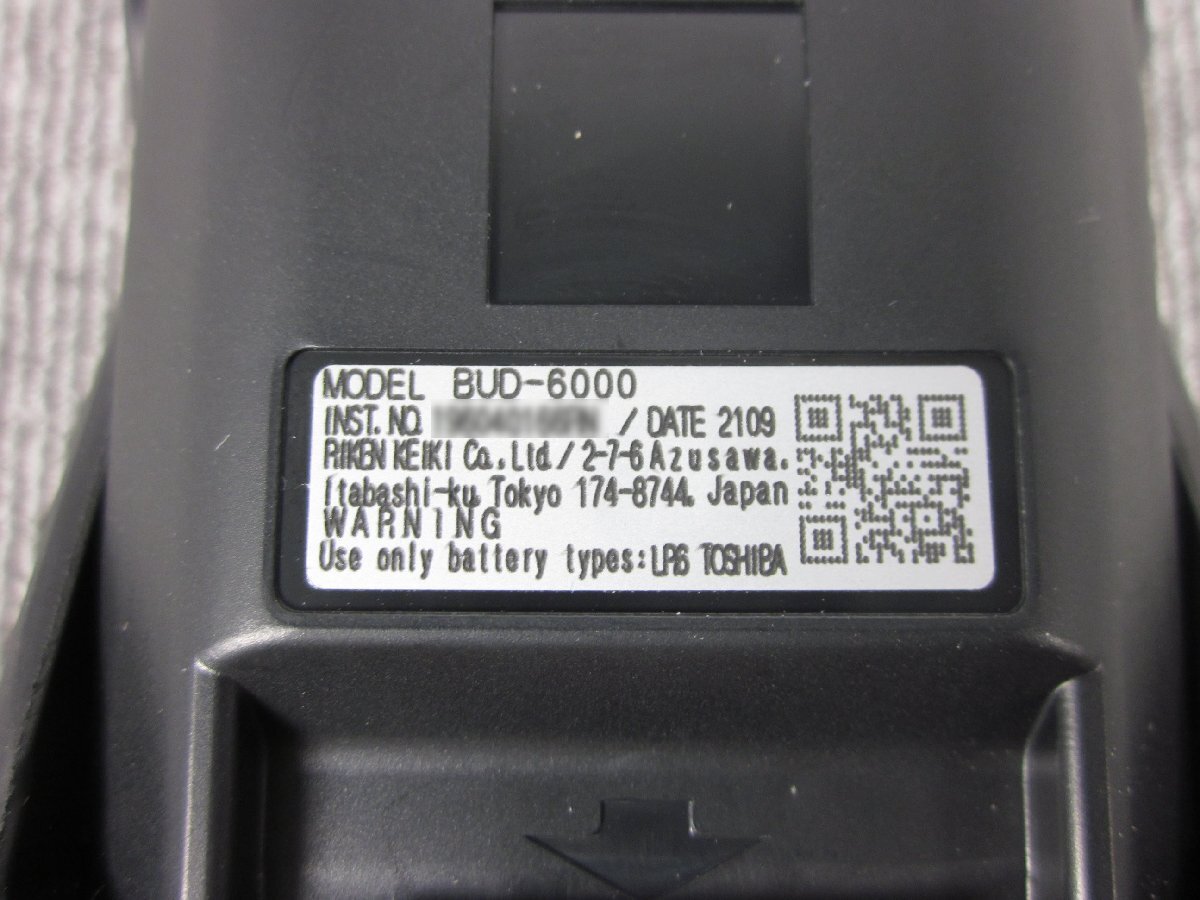 MODEL BUD-6000
INST. NO. / DATE 2109
RIKEN KEIKI Co., Ltd / 2-7-6 Azusawa,
Itabashi-ku, Tokyo 174-8744, Japan
WARNING
Use only battery types: LR6 TOSHIBA